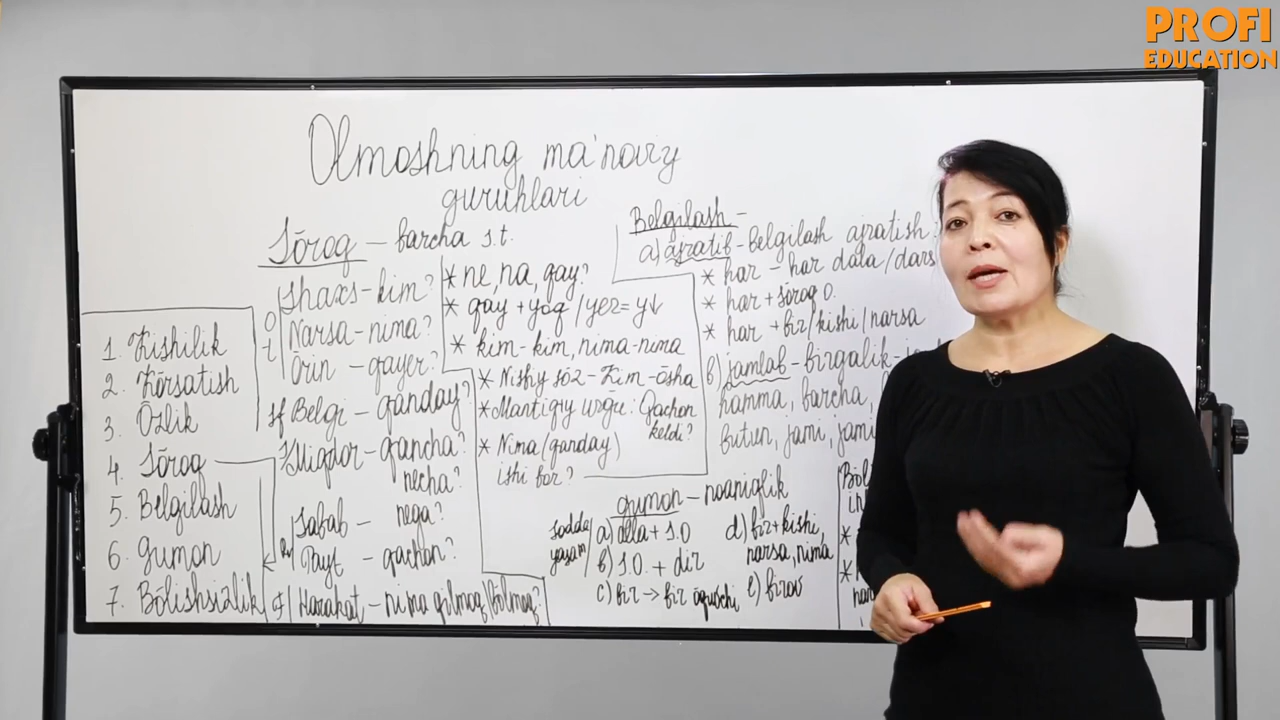 PROFI
EDUCATION
Olmoshning ma'naviy
guruhlari
Sōroq – barcha s.t.
Shaxs - kim?
Narsa - nima?
Ōrin - qayer?
sf Belgi - qanday?
Miqdor - qancha?
necha?
Sabab - nega?
Payt - qachon?
Harakat - nima qilmoq/bōlmoq?
1. Kishilik
2. Kōrsatish
3. Ōzlik
4. Sōroq
5. Belgilash
6. Gumon
7. Bōlishsizlik
* ne, na, qay?
* qay + yoq / yer = y↓
* kim-kim, nima-nima
* Nisbiy sōz - Kim-ōsha
* Mantiqiy urg'u: Qachon
keldi?
* Nima (qanday)
ishi bor?
Belgilash -
a) ajratib - belgilash ajratish:
* har - har dala / dars
* har + sōroq o.
* har + bir/kishi/narsa
b) jamlab - birgalik -
hamma, barcha,
butun, jami,
gumon - noaniqlik
sodda
yasam
a) alla + s.o
b) s.o. + dir
c) bir → bir ōquvchi
d) bir + kishi,
narsa, nima
e) birov